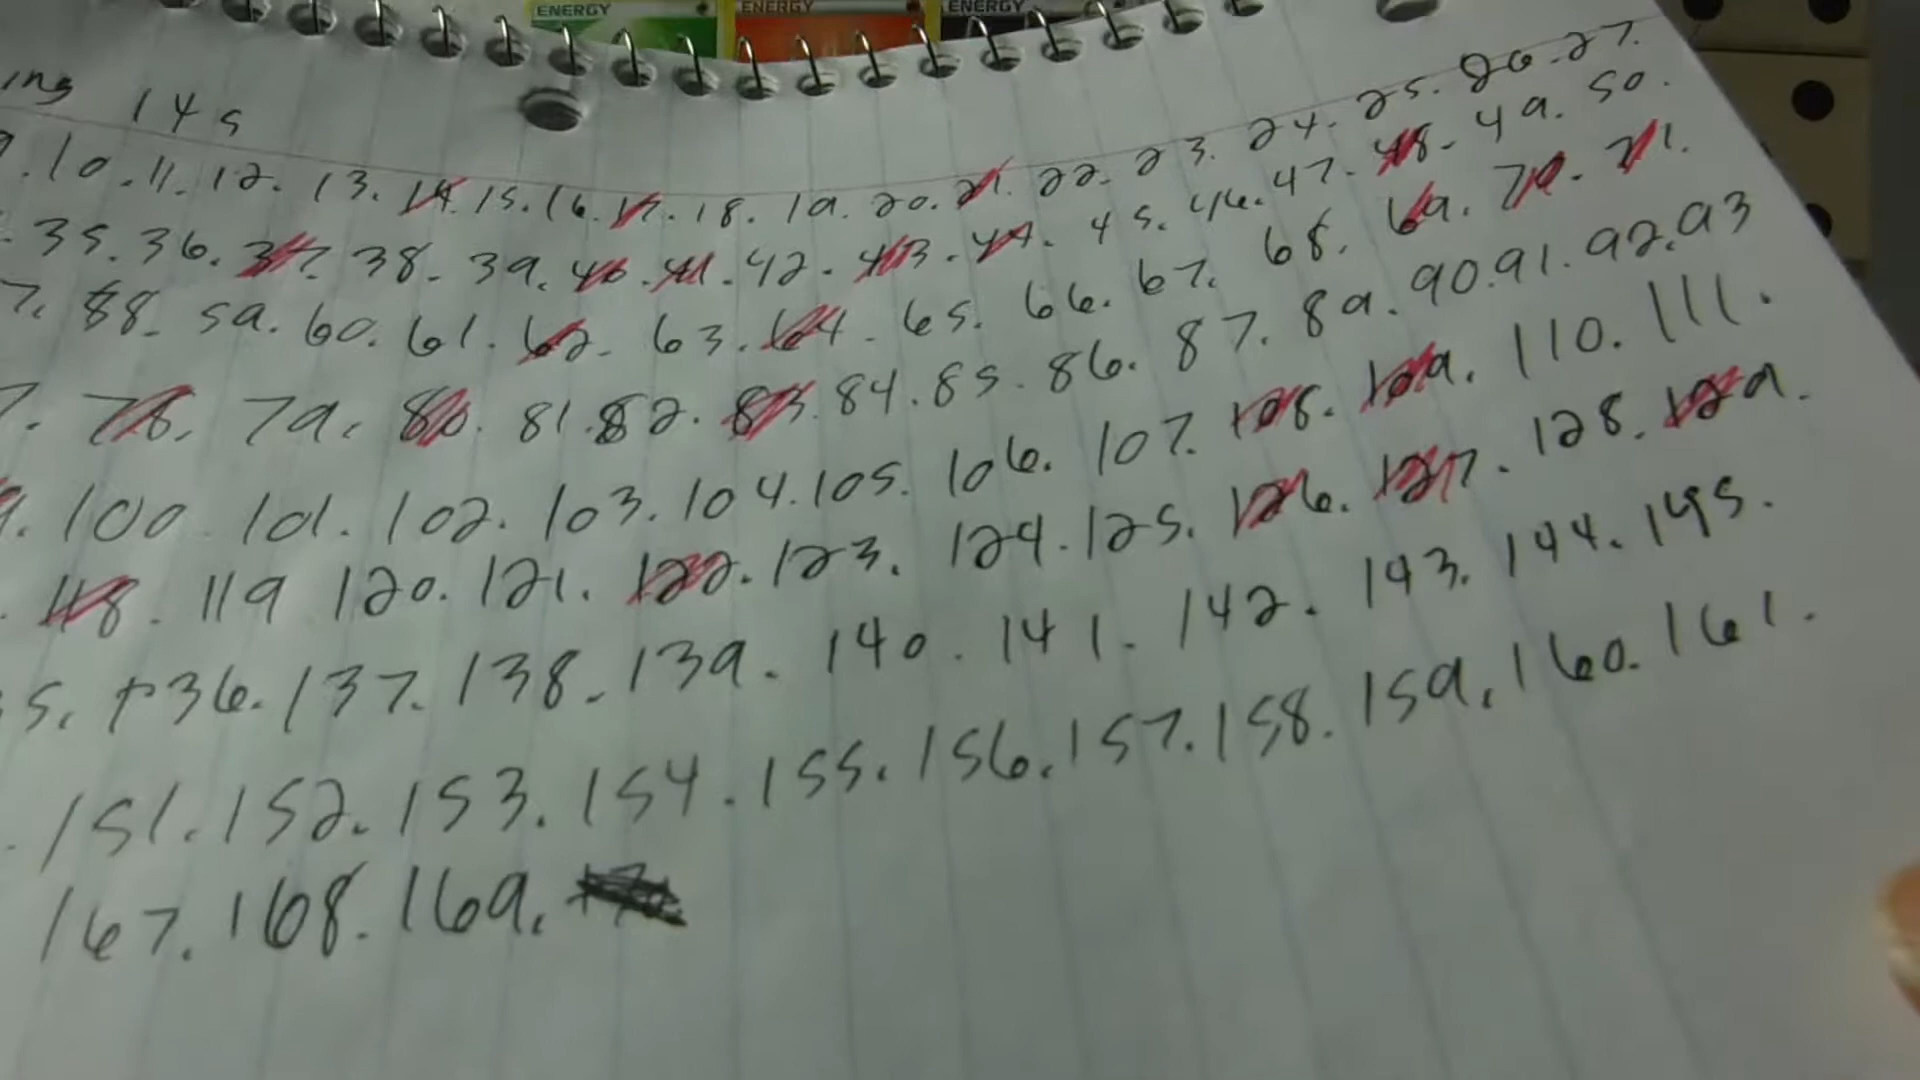 ENERGY ENERGY ENERGY
ing 145
. 10. 11. 12. 13. 14. 15. 16. 17. 18. 19. 20. 21. 22. 23. 24. 25. 26. 27.
. 35. 36. 37. 38. 39. 40. 41. 42. 43. 44. 45. 46. 47. 48. 49. 50.
7. 58. 59. 60. 61. 62. 63. 64. 65. 66. 67. 68. 69. 70. 71.
7. 78. 79. 80. 81. 82. 83. 84. 85. 86. 87. 89. 90. 91. 92. 93
9. 100. 101. 102. 103. 104. 105. 106. 107. 108. 109. 110. 111.
. 118. 119 120. 121. 122. 123. 124. 125. 126. 127. 128. 129.
5. 136. 137. 138. 139. 140. 141. 142. 143. 144. 145.
. 151. 152. 153. 154. 155. 156. 157. 158. 159. 160. 161.
167. 168. 169.